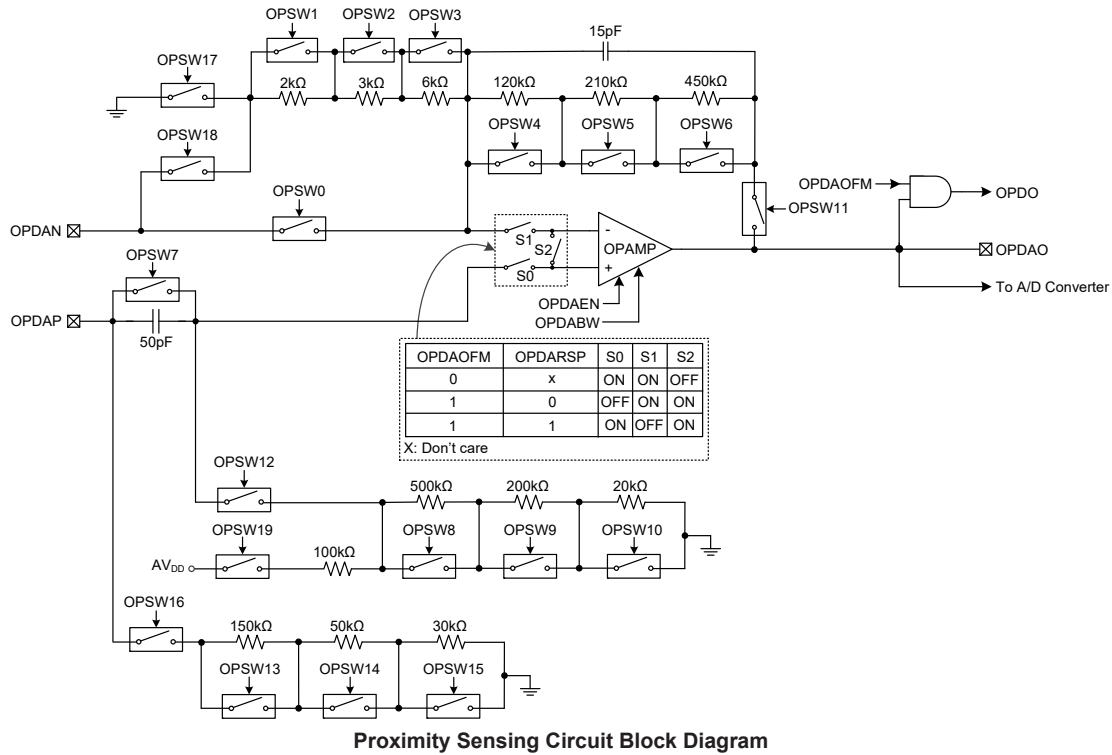 OPSW1
OPSW2
OPSW3
15pF
OPSW17
2kΩ
3kΩ
6kΩ
120kΩ
210kΩ
450kΩ
OPSW18
OPSW4
OPSW5
OPSW6
OPSW0
OPDAOFM
OPDO
OPSW11
OPDAN
S1
S2
S0
-
+
OPAMP
OPDAO
OPSW7
OPDAEN
OPDABW
To A/D Converter
OPDAP
50pF
OPDAOFM OPDARSP S0 S1 S2
0 x ON ON OFF
1 0 OFF ON ON
1 1 ON OFF ON
X: Don't care
OPSW12
500kΩ
200kΩ
20kΩ
OPSW19
OPSW8
OPSW9
OPSW10
100kΩ
AVDD
OPSW16
150kΩ
50kΩ
30kΩ
OPSW13
OPSW14
OPSW15
Proximity Sensing Circuit Block Diagram